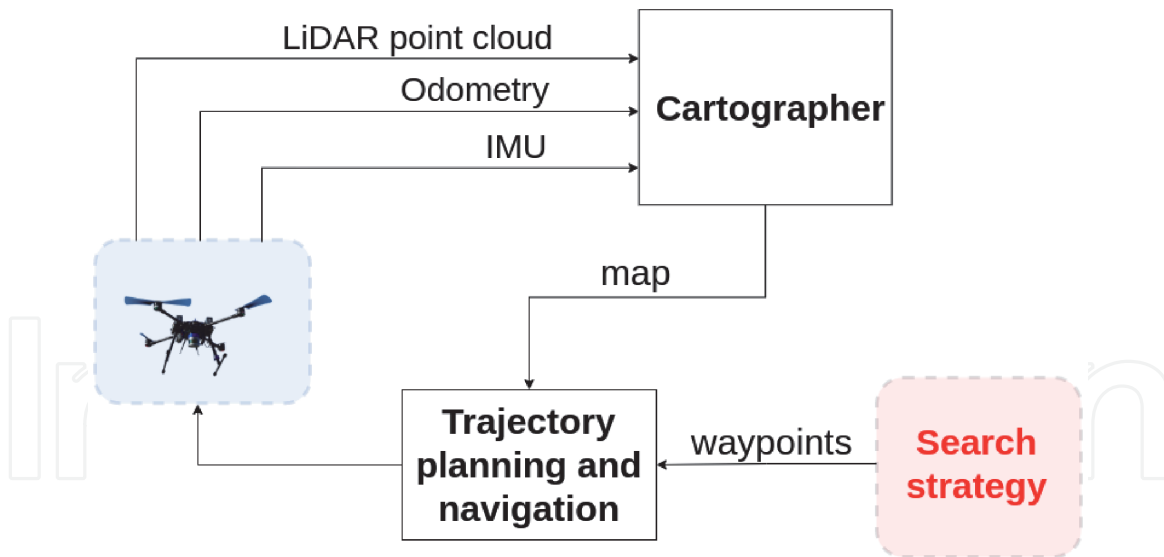 LiDAR point cloud
Odometry
IMU
Cartographer
map
Trajectory
planning and
navigation
waypoints
Search
strategy